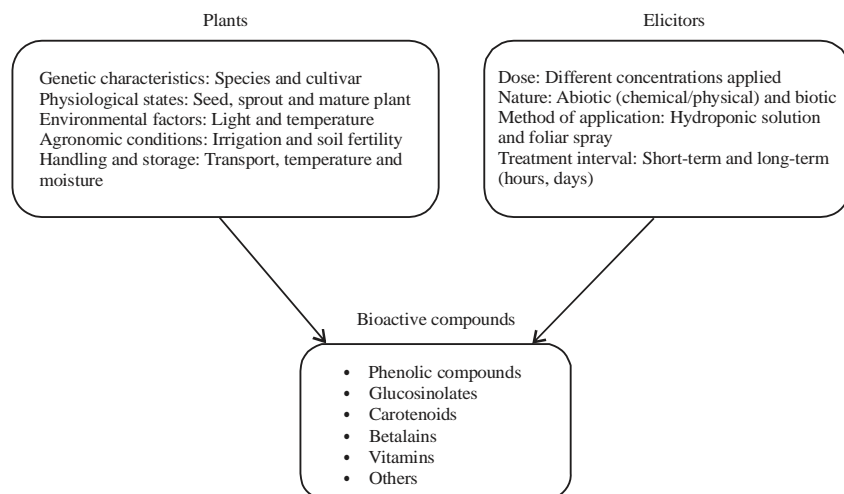 Plants
Genetic characteristics: Species and cultivar
Physiological states: Seed, sprout and mature plant
Environmental factors: Light and temperature
Agronomic conditions: Irrigation and soil fertility
Handling and storage: Transport, temperature and
moisture
Elicitors
Dose: Different concentrations applied
Nature: Abiotic (chemical/physical) and biotic
Method of application: Hydroponic solution
and foliar spray
Treatment interval: Short-term and long-term
(hours, days)
Bioactive compounds
• Phenolic compounds
• Glucosinolates
• Carotenoids
• Betalains
• Vitamins
• Others